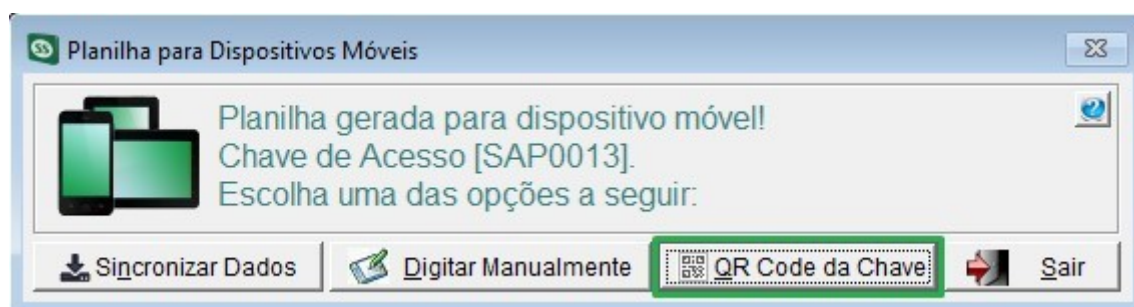 SS Planilha para Dispositivos Móveis
Planilha gerada para dispositivo móvel!
Chave de Acesso [SAP0013].
Escolha uma das opções a seguir:
Sincronizar Dados Digitar Manualmente QR Code da Chave Sair